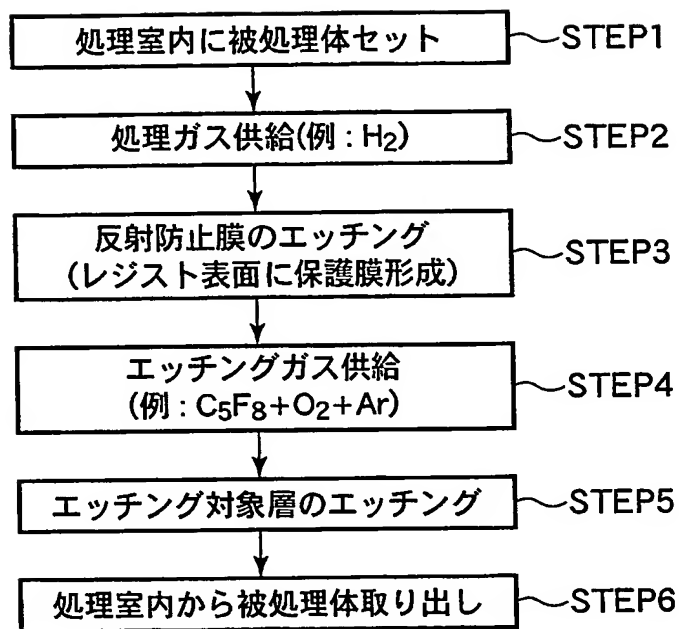 処理室内に被処理体セット STEP1
処理ガス供給(例：H2) STEP2
反射防止膜のエッチング
(レジスト表面に保護膜形成) STEP3
エッチングガス供給
(例：C5F8+O2+Ar) STEP4
エッチング対象層のエッチング STEP5
処理室内から被処理体取り出し STEP6